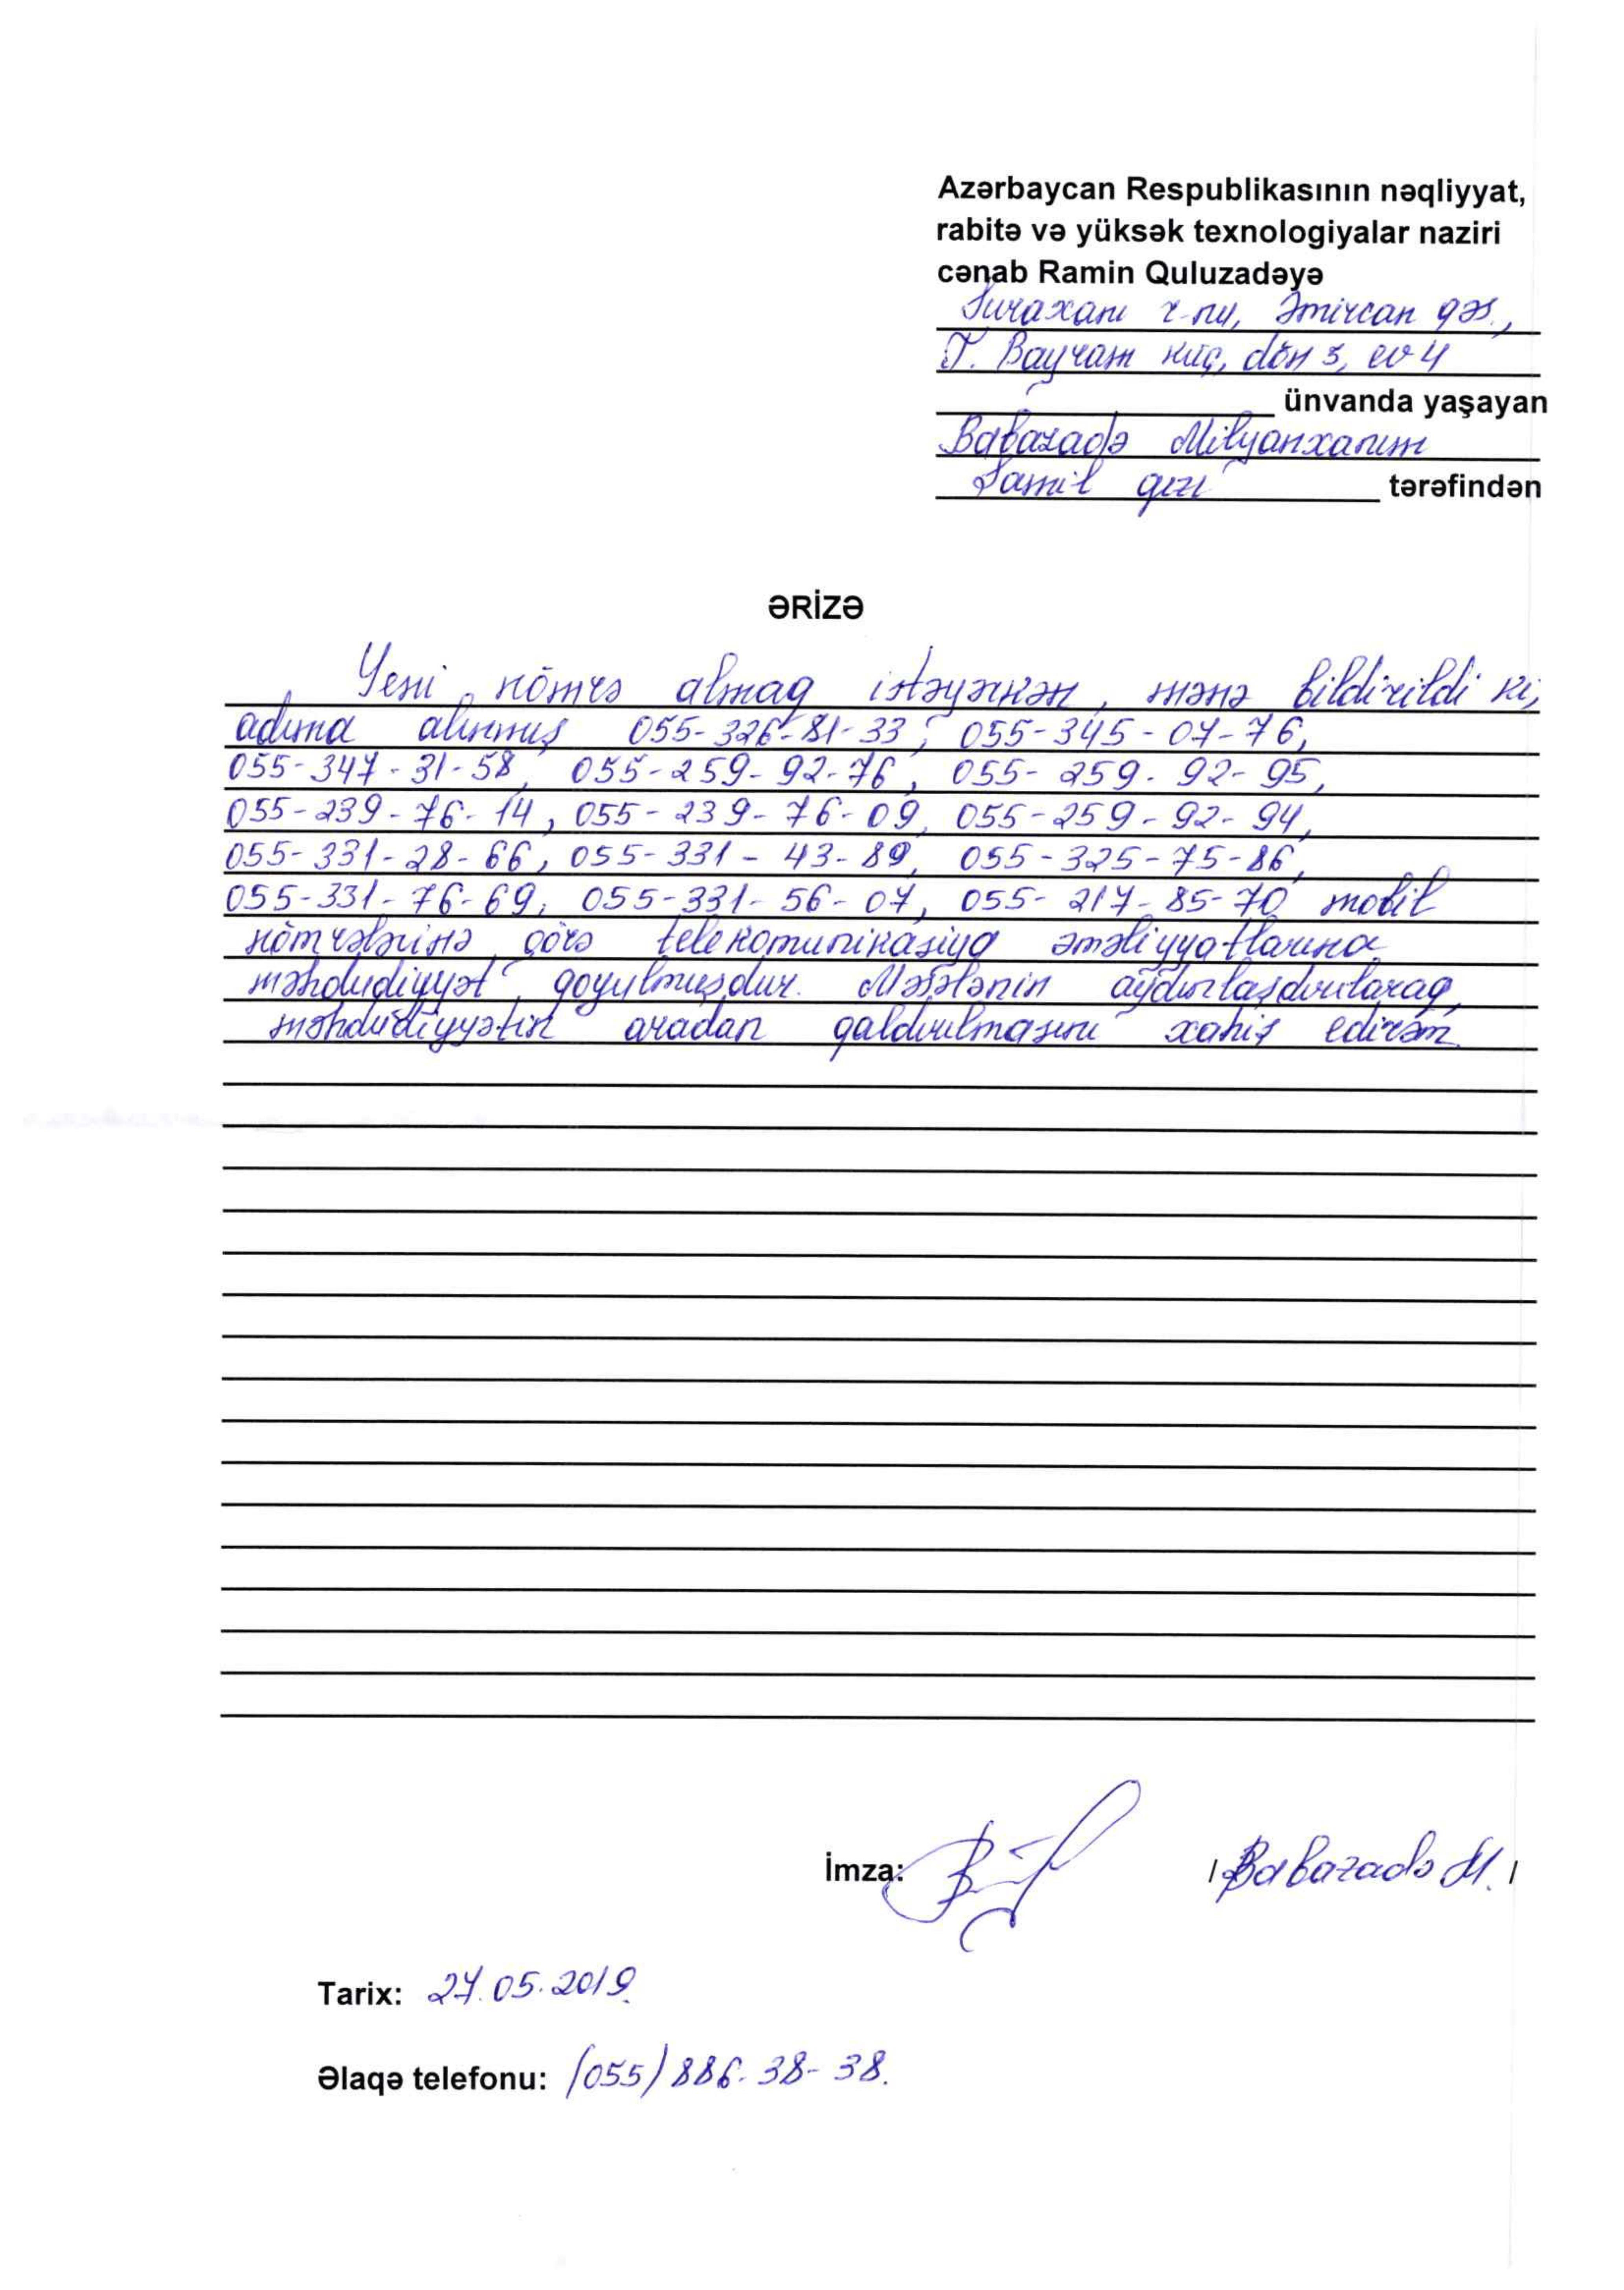 Azərbaycan Respublikasının nəqliyyat,
rabitə və yüksək texnologiyalar naziri
cənab Ramin Quluzadəyə
Suraxanı r-nu, Əmircan qəs.,
T. Bayram küç, dön 3, ev 4
ünvanda yaşayan
Babazadə Milyanxanım
Şamil qızı tərəfindən
ƏRİZƏ
Yeni nömrə almaq istəyərkən, mənə bildirildi ki,
adıma alınmış 055-326-81-33, 055-345-07-76,
055-347-31-58, 055-259-92-76, 055-259-92-95,
055-239-76-14, 055-239-76-09, 055-259-92-94,
055-331-28-66, 055-331-43-89, 055-325-75-86,
055-331-76-69, 055-331-56-07, 055-217-85-70 mobil
nömrələrinə görə telekomunikasiya əməliyyatlarına
məhdudiyyət qoyulmuşdur. Məsələnin aydınlaşdırılaraq,
məhdudiyyətin aradan qaldırılmasını xahiş edirəm.
İmza: / Babazadə M. /
Tarix: 27.05.2019.
Əlaqə telefonu: (055) 886-38-38.